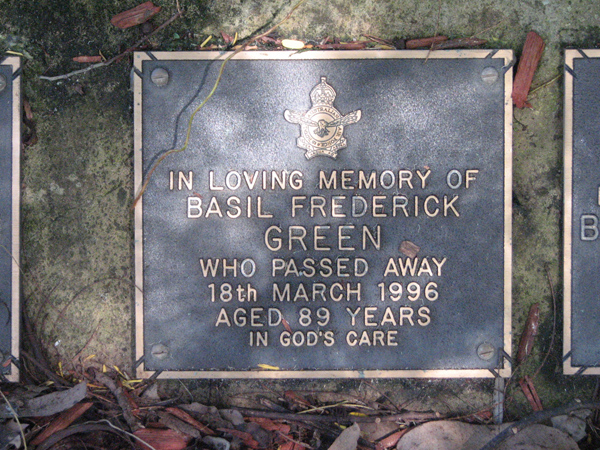 IN LOVING MEMORY OF
BASIL FREDERICK
GREEN
WHO PASSED AWAY
18th MARCH 1996
AGED 89 YEARS
IN GOD'S CARE
B